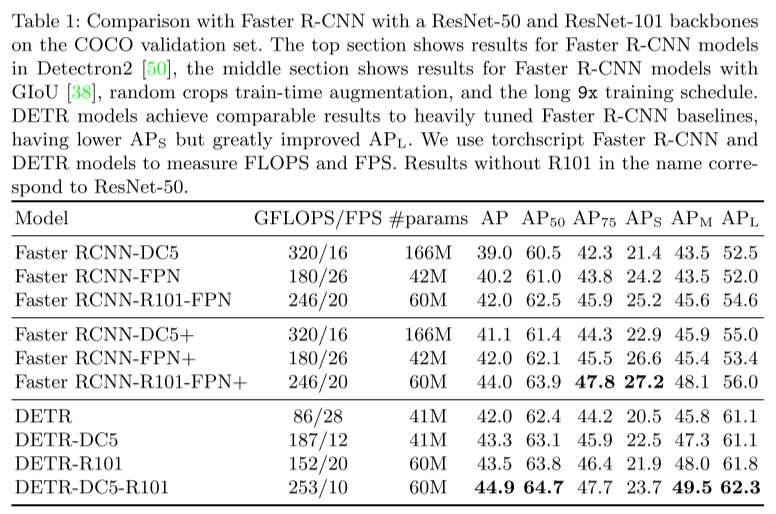 Table 1: Comparison with Faster R-CNN with a ResNet-50 and ResNet-101 backbones
on the COCO validation set. The top section shows results for Faster R-CNN models
in Detectron2 [50], the middle section shows results for Faster R-CNN models with
GIoU [38], random crops train-time augmentation, and the long 9x training schedule.
DETR models achieve comparable results to heavily tuned Faster R-CNN baselines,
having lower APS but greatly improved APL. We use torchscript Faster R-CNN and
DETR models to measure FLOPS and FPS. Results without R101 in the name corre-
spond to ResNet-50.
Model GFLOPS/FPS #params AP AP50 AP75 APS APM APL
Faster RCNN-DC5 320/16 166M 39.0 60.5 42.3 21.4 43.5 52.5
Faster RCNN-FPN 180/26 42M 40.2 61.0 43.8 24.2 43.5 52.0
Faster RCNN-R101-FPN 246/20 60M 42.0 62.5 45.9 25.2 45.6 54.6
Faster RCNN-DC5+ 320/16 166M 41.1 61.4 44.3 22.9 45.9 55.0
Faster RCNN-FPN+ 180/26 42M 42.0 62.1 45.5 26.6 45.4 53.4
Faster RCNN-R101-FPN+ 246/20 60M 44.0 63.9 47.8 27.2 48.1 56.0
DETR 86/28 41M 42.0 62.4 44.2 20.5 45.8 61.1
DETR-DC5 187/12 41M 43.3 63.1 45.9 22.5 47.3 61.1
DETR-R101 152/20 60M 43.5 63.8 46.4 21.9 48.0 61.8
DETR-DC5-R101 253/10 60M 44.9 64.7 47.7 23.7 49.5 62.3